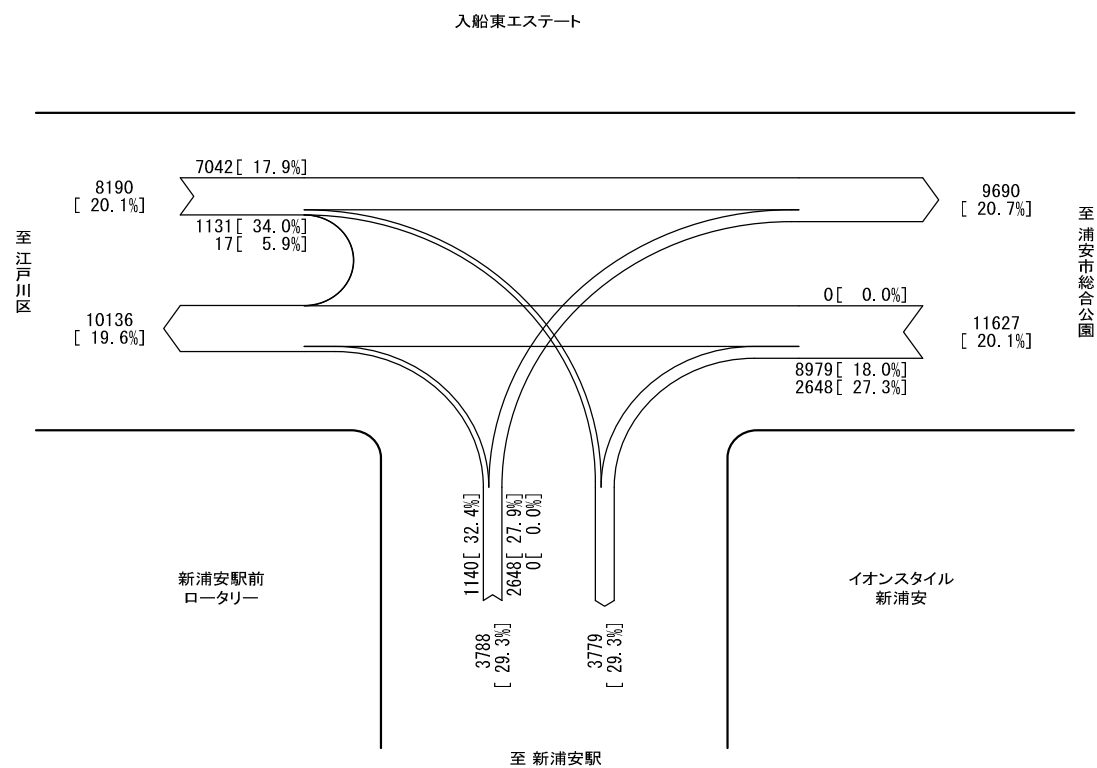 入船東エステート
7042[ 17.9%]
8190
[ 20.1%]
9690
[ 20.7%]
1131[ 34.0%]
17[ 5.9%]
至 江戸川区
至 浦安市総合公園
0[ 0.0%]
10136
[ 19.6%]
11627
[ 20.1%]
8979[ 18.0%]
2648[ 27.3%]
1140[ 32.4%]
2648[ 27.9%]
0[ 0.0%]
新浦安駅前
ロータリー
イオンスタイル
新浦安
3788
[ 29.3%]
3779
[ 29.3%]
至 新浦安駅